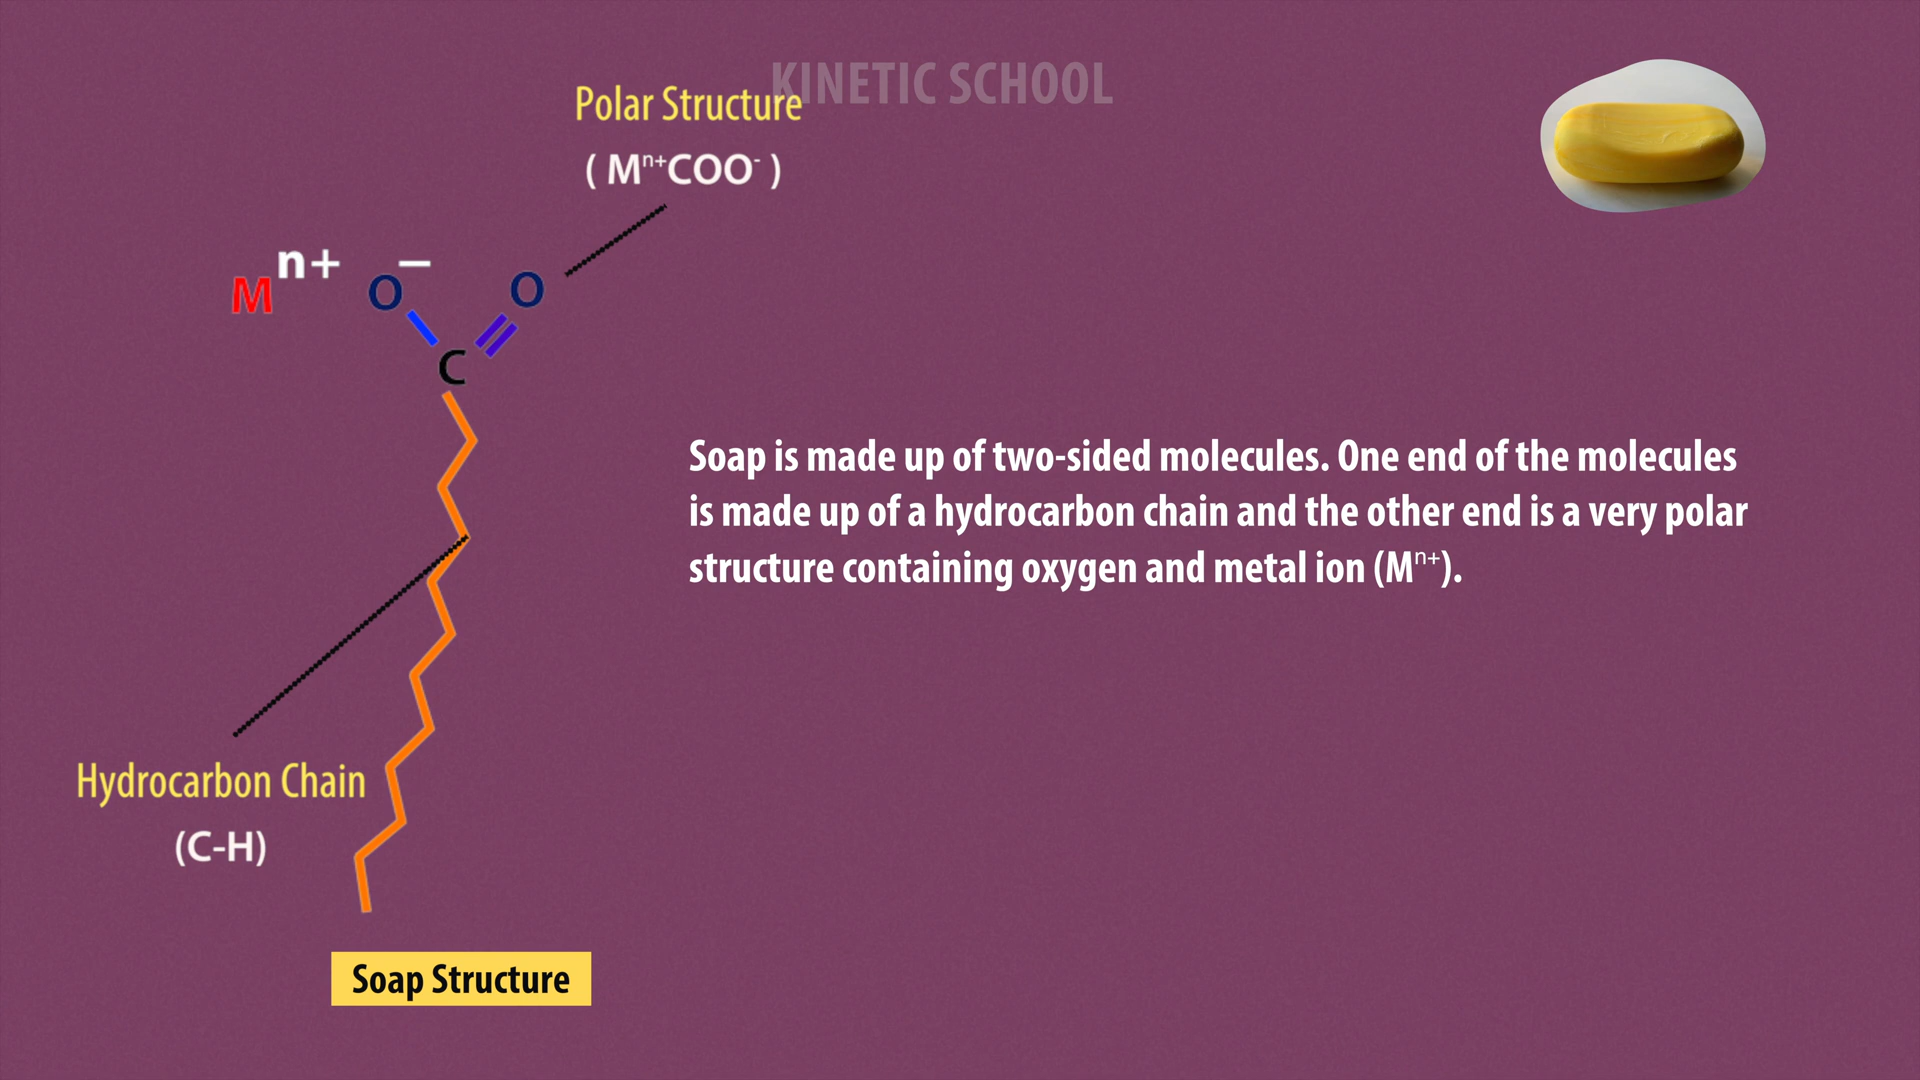 KINETIC SCHOOL
Polar Structure
( Mⁿ⁺COO⁻ )
M n+ O − O
C
Soap is made up of two-sided molecules. One end of the molecules
is made up of a hydrocarbon chain and the other end is a very polar
structure containing oxygen and metal ion (Mⁿ⁺).
Hydrocarbon Chain
(C-H)
Soap Structure